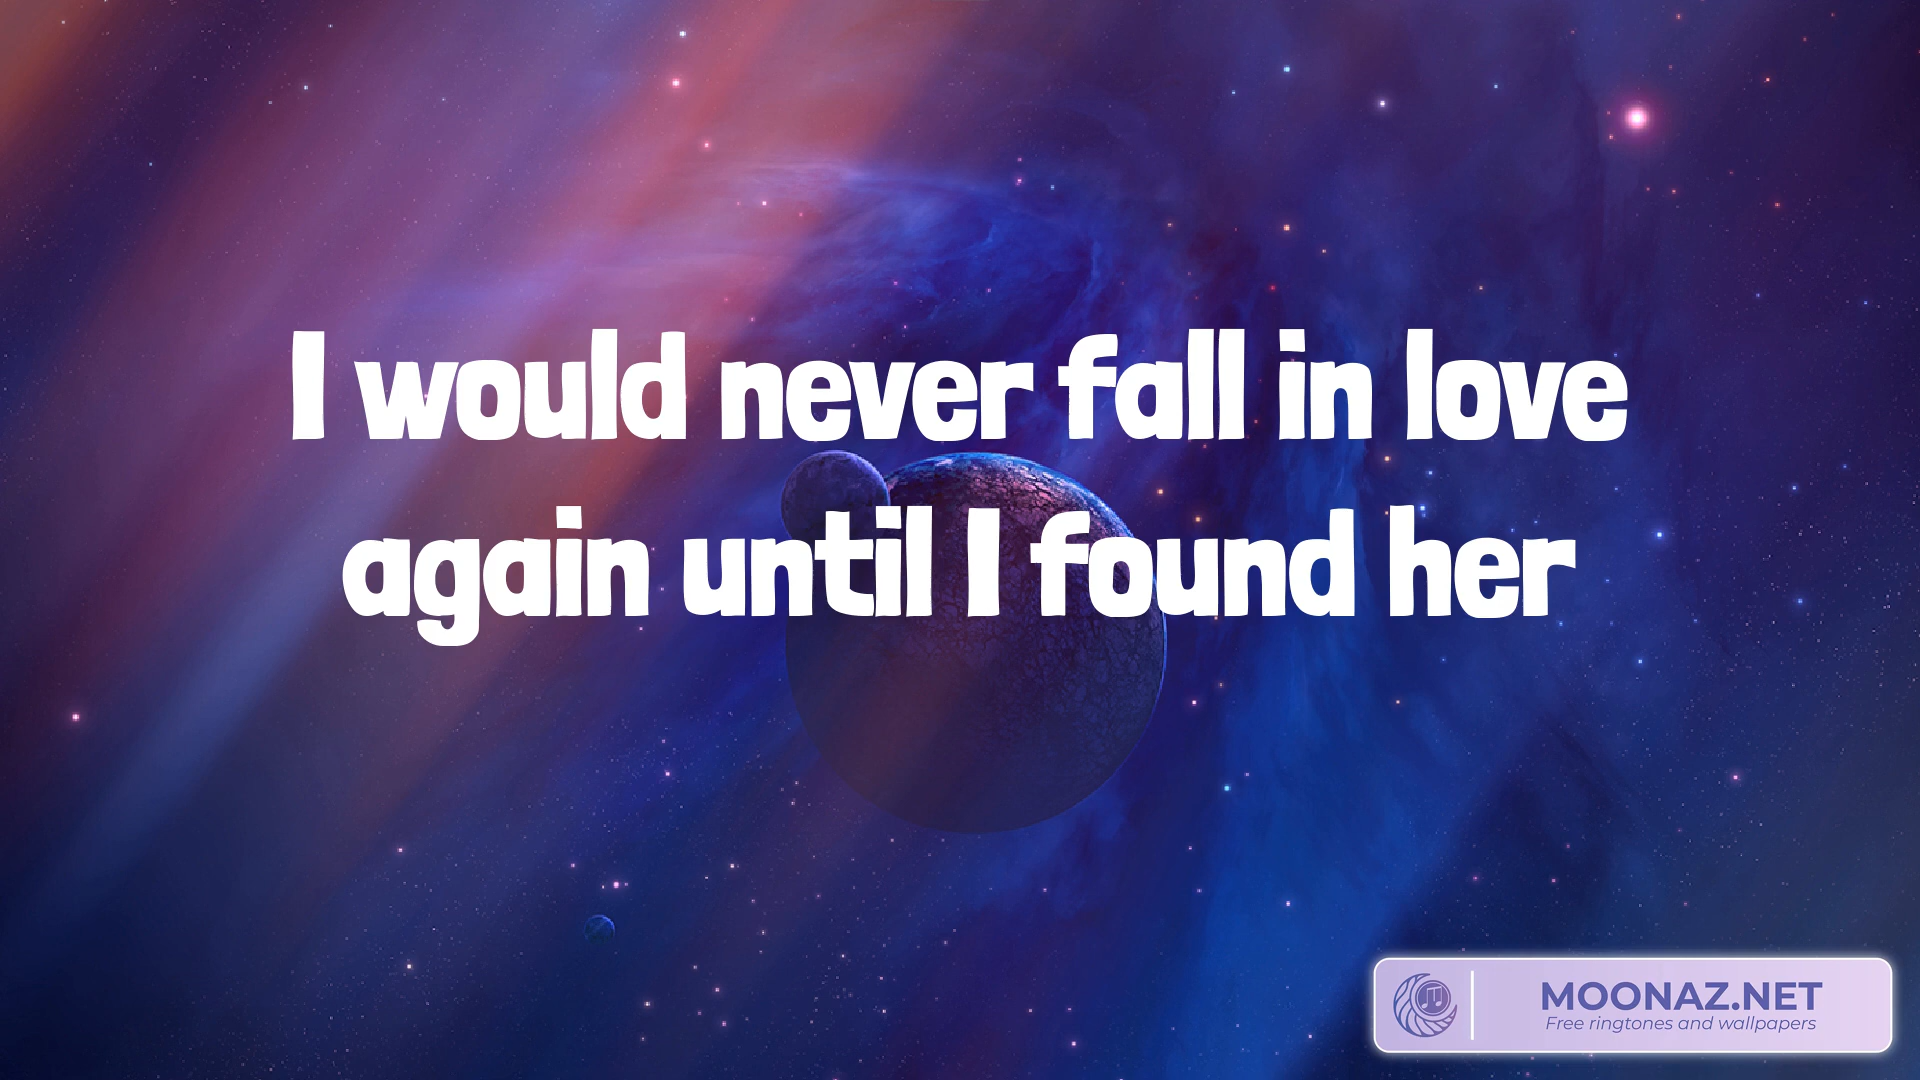 I would never fall in love
again until I found her
MOONAZ.NET
Free ringtones and wallpapers